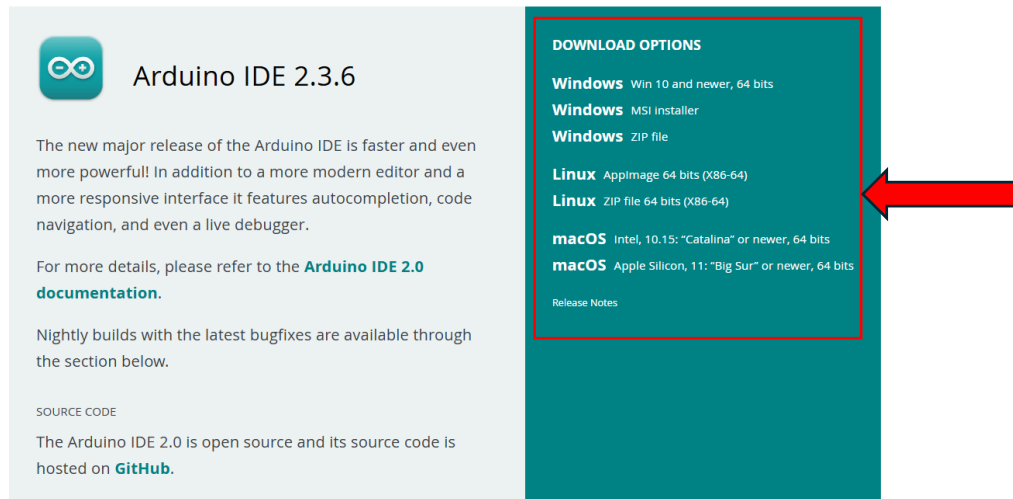 Arduino IDE 2.3.6
The new major release of the Arduino IDE is faster and even
more powerful! In addition to a more modern editor and a
more responsive interface it features autocompletion, code
navigation, and even a live debugger.
For more details, please refer to the Arduino IDE 2.0
documentation.
Nightly builds with the latest bugfixes are available through
the section below.
SOURCE CODE
The Arduino IDE 2.0 is open source and its source code is
hosted on GitHub.
DOWNLOAD OPTIONS
Windows Win 10 and newer, 64 bits
Windows MSI installer
Windows ZIP file
Linux AppImage 64 bits (X86-64)
Linux ZIP file 64 bits (X86-64)
macOS Intel, 10.15: “Catalina” or newer, 64 bits
macOS Apple Silicon, 11: “Big Sur” or newer, 64 bits
Release Notes